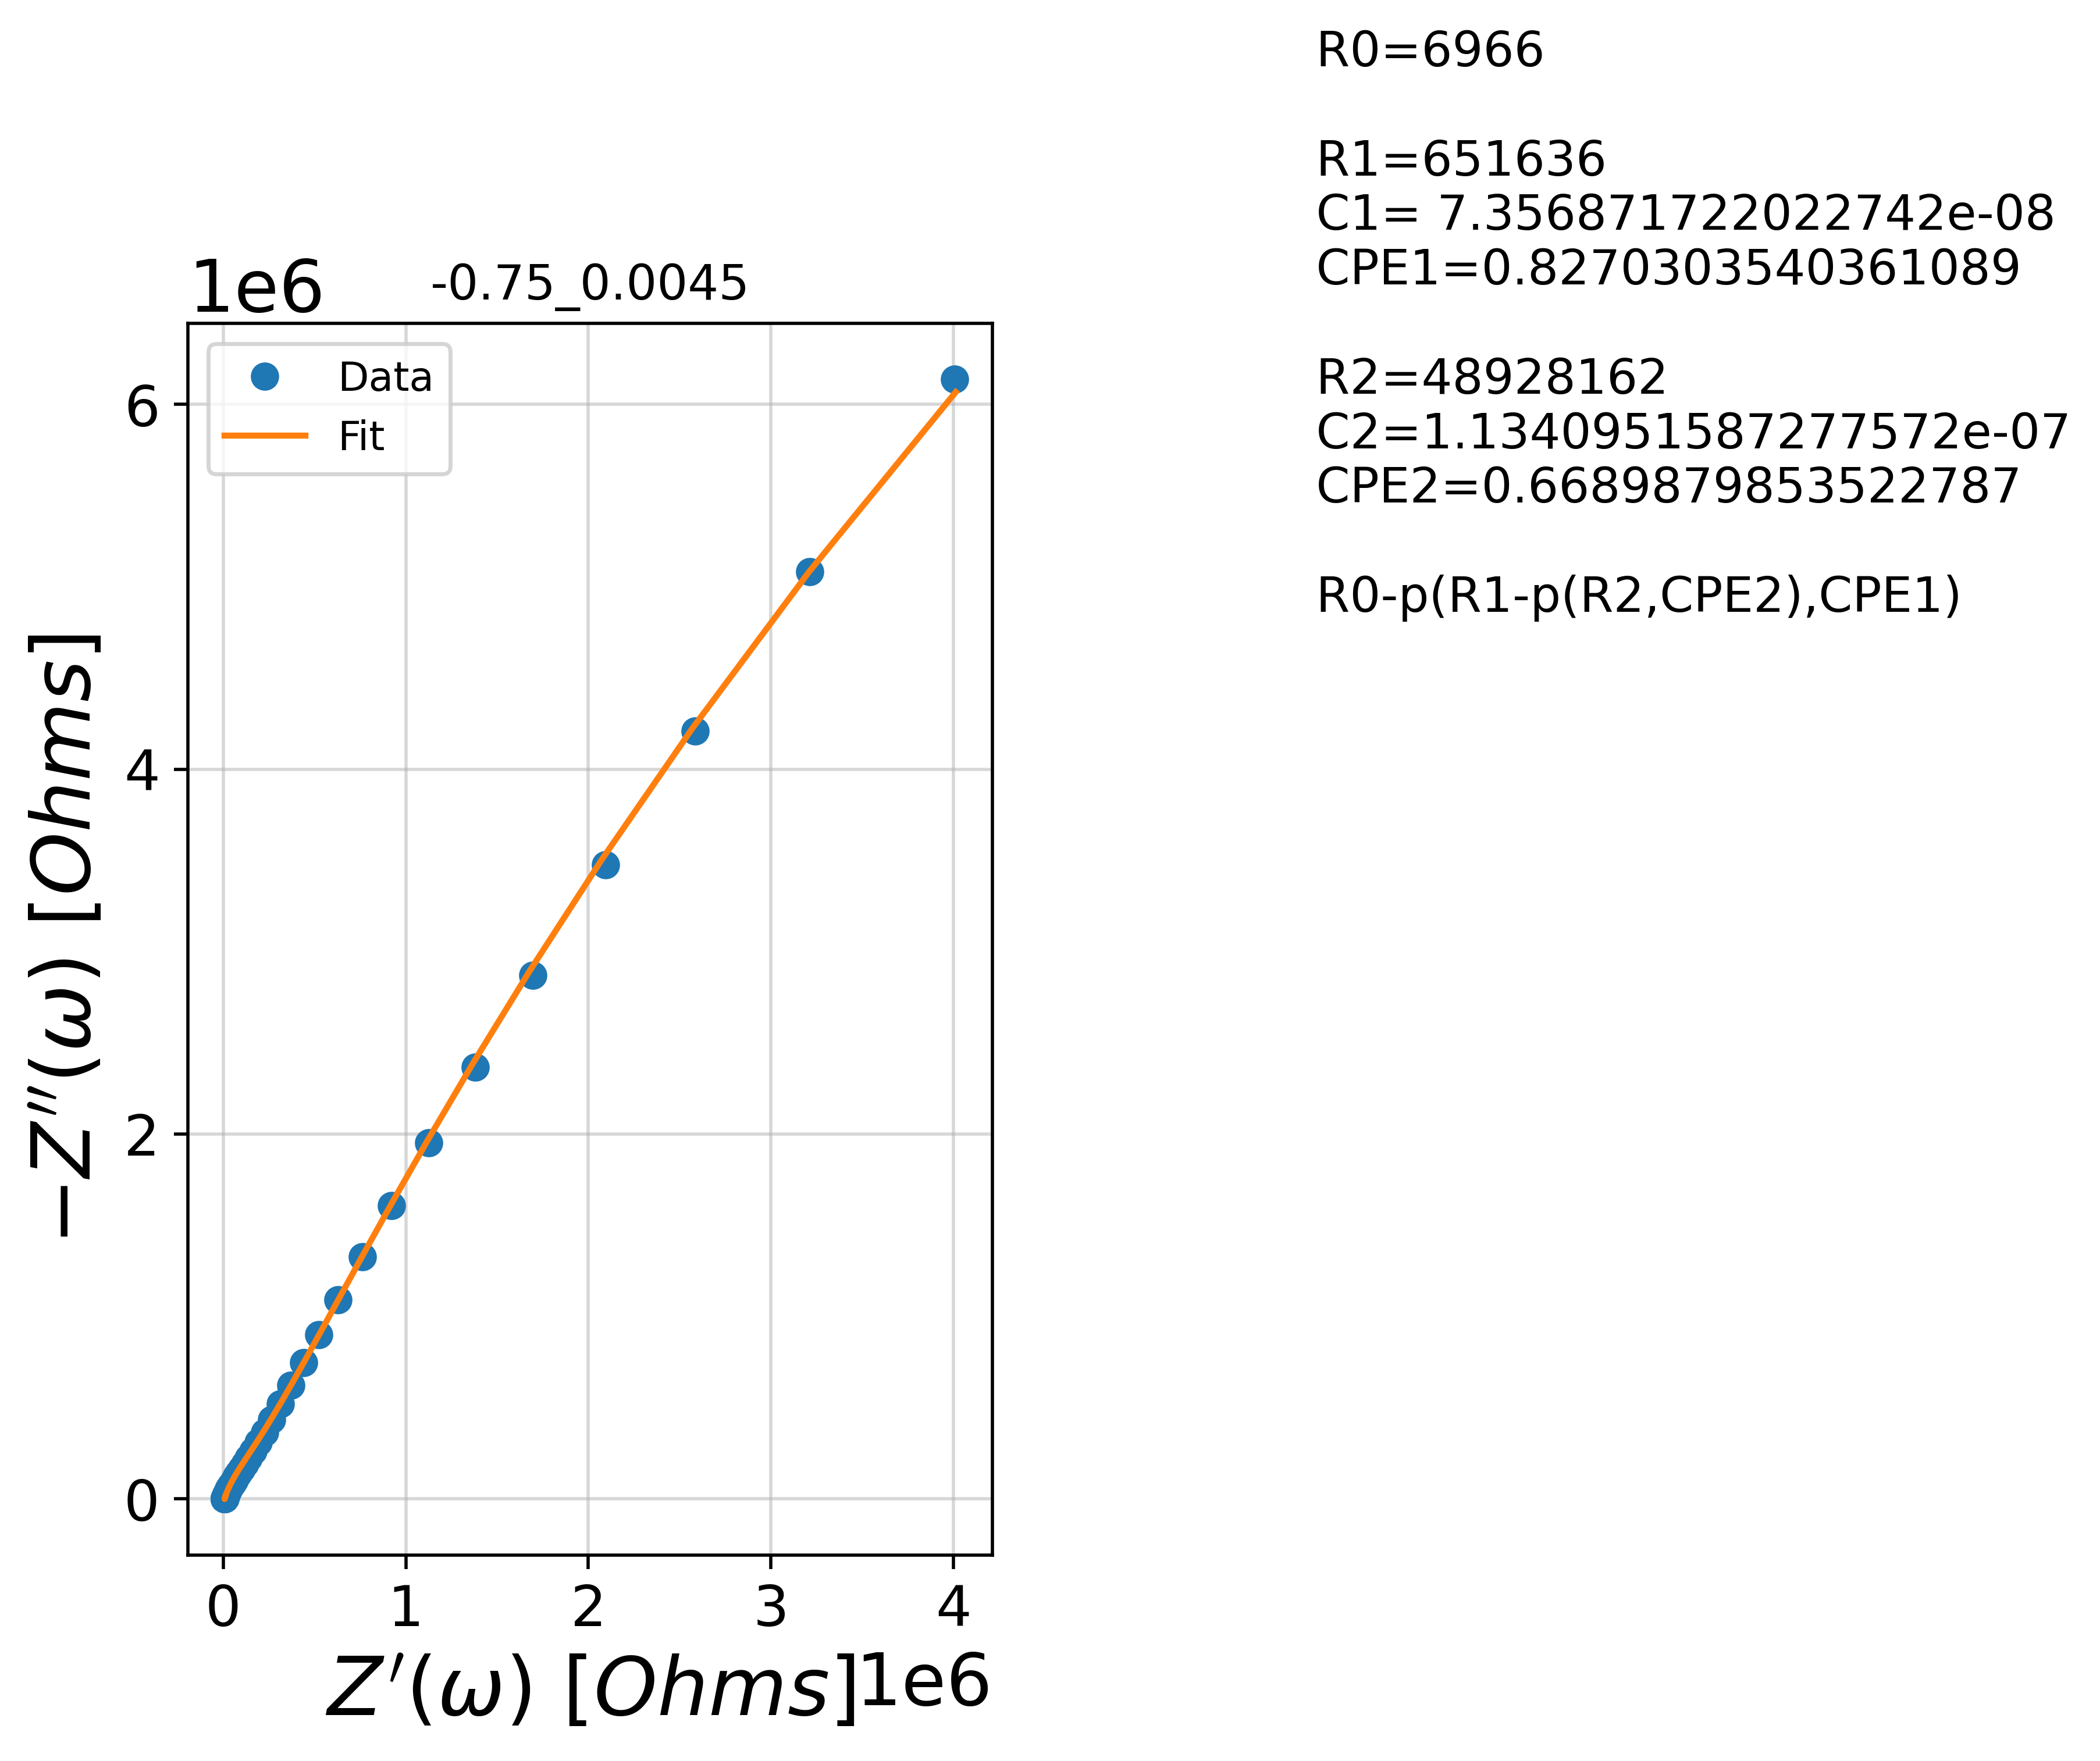 R0=6966
R1=651636
C1= 7.356871722022742e-08
CPE1=0.8270303540361089
R2=48928162
C2=1.1340951587277572e-07
CPE2=0.6689879853522787
R0-p(R1-p(R2,CPE2),CPE1)
1e6
-0.75_0.0045
Data
Fit
6
4
2
0
−Z′′(ω) [Ohms]
0 1 2 3 4
Z′(ω) [Ohms]
1e6